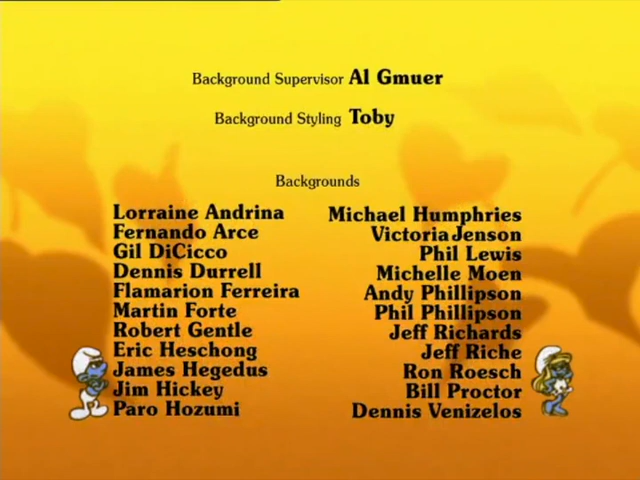 Background Supervisor Al Gmuer
Background Styling Toby
Backgrounds
Lorraine Andrina
Fernando Arce
Gil DiCicco
Dennis Durrell
Flamarion Ferreira
Martin Forte
Robert Gentle
Eric Heschong
James Hegedus
Jim Hickey
Paro Hozumi
Michael Humphries
Victoria Jenson
Phil Lewis
Michelle Moen
Andy Phillipson
Phil Phillipson
Jeff Richards
Jeff Riche
Ron Roesch
Bill Proctor
Dennis Venizelos